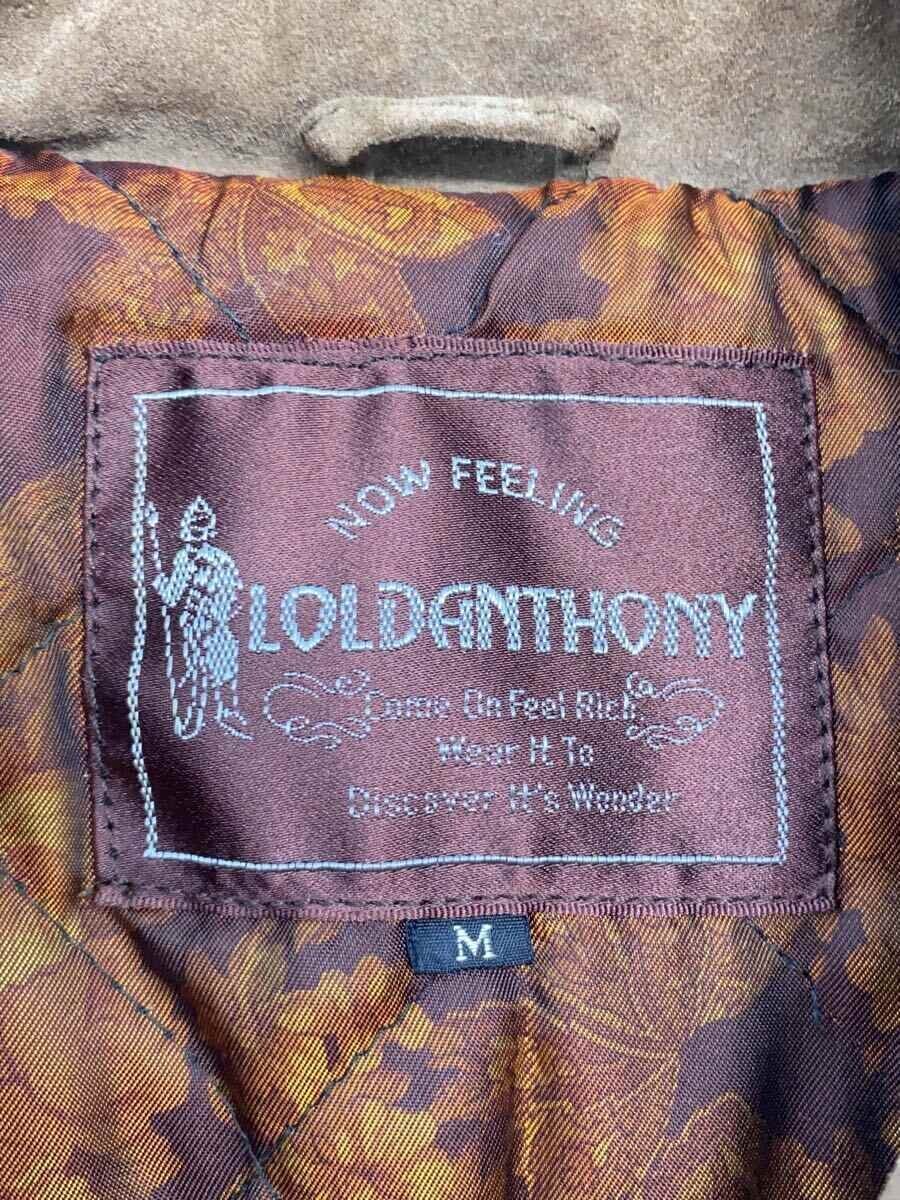 NOW FEELING
LOLDANTHONY
Come On Feel Rich
Wear It To
Discover It's Wonder
M